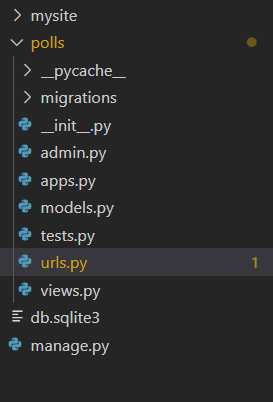 mysite
polls
__pycache__
migrations
__init__.py
admin.py
apps.py
models.py
tests.py
urls.py 1
views.py
db.sqlite3
manage.py